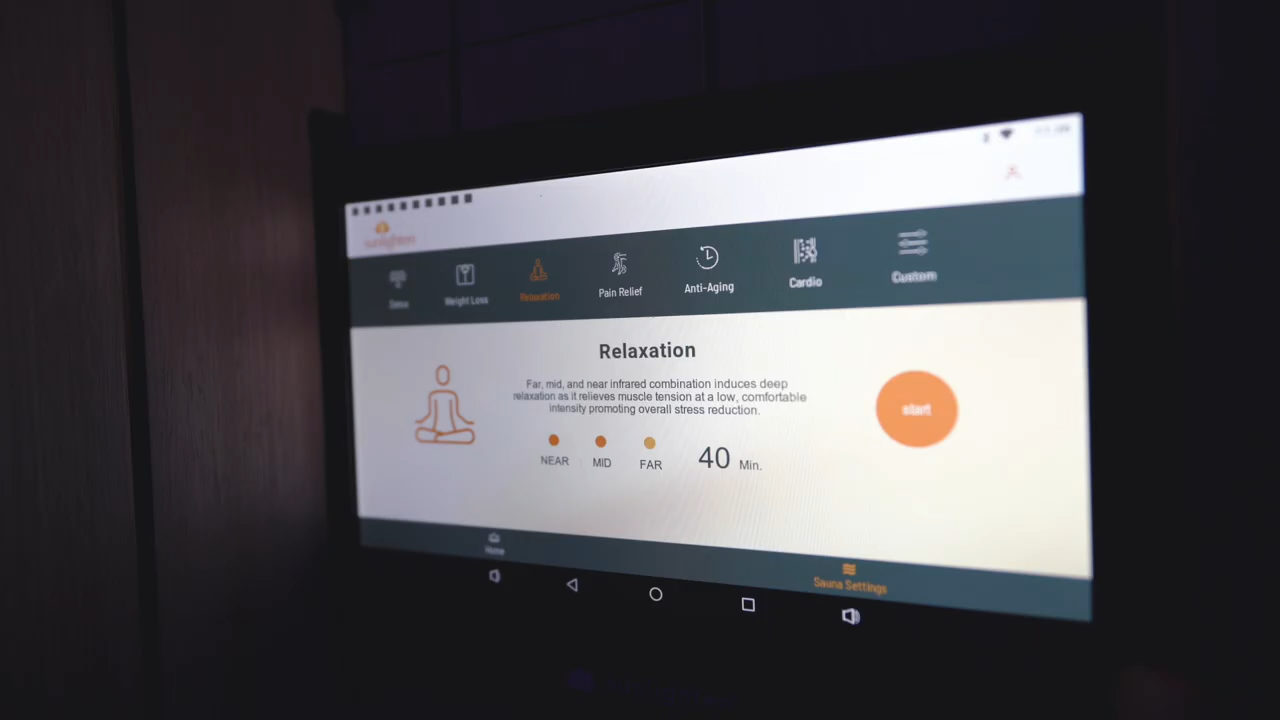 sunlighten
Detox
Weight Loss
Relaxation
Pain Relief
Anti-Aging
Cardio
Custom
Relaxation
Far, mid, and near infrared combination induces deep
relaxation as it relieves muscle tension at a low, comfortable
intensity promoting overall stress reduction.
start
NEAR MID FAR 40 Min.
Home
Sauna Settings